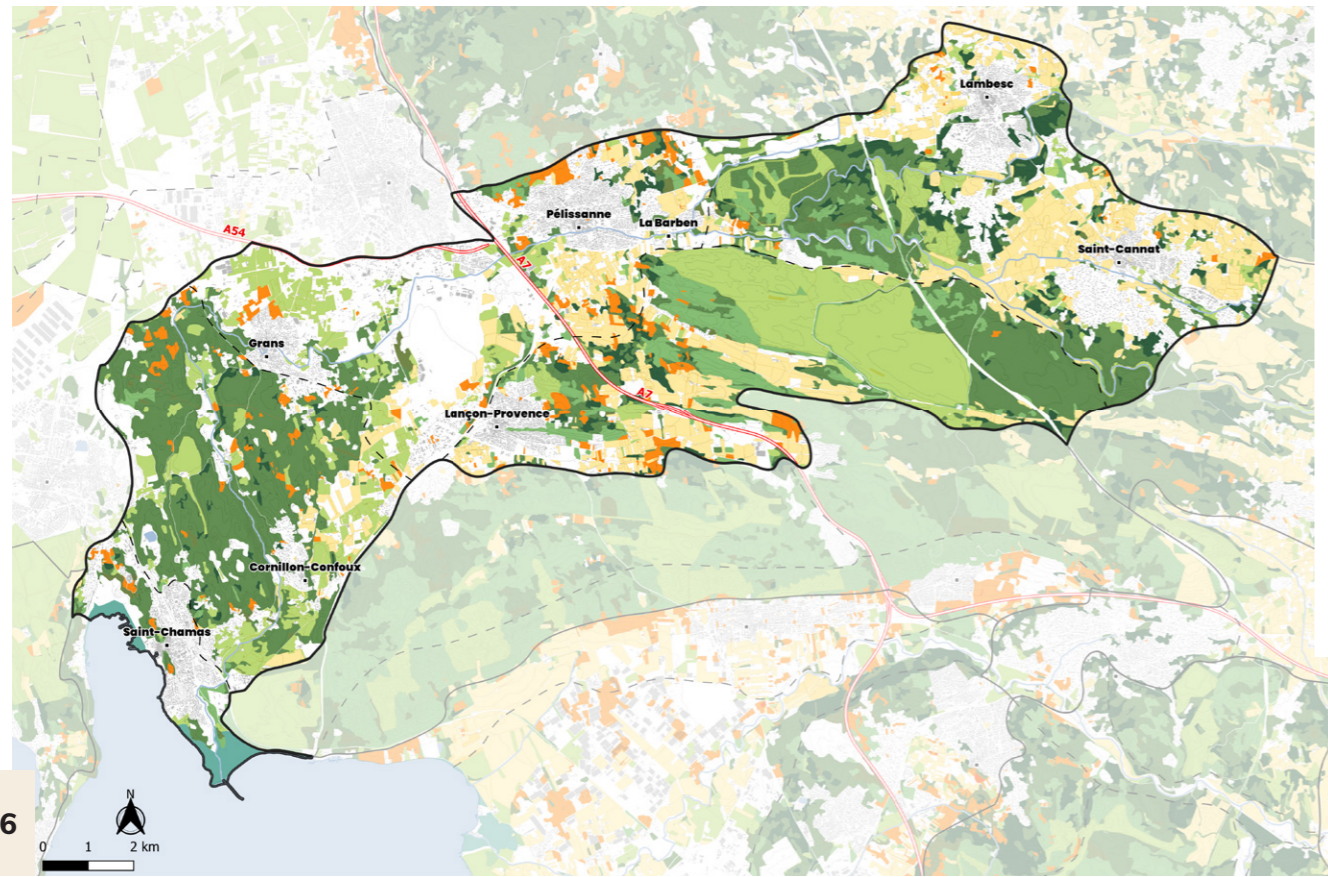 Lambesc
Pélissanne
La Barben
A54
Saint-Cannat
A7
Grans
A7
Lançon-Provence
Cornillon-Confoux
Saint-Chamas
N
6
0 1 2 km